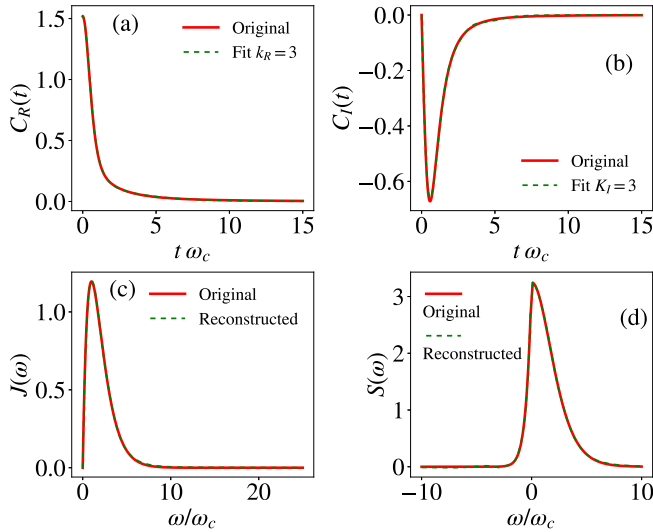 (a)
Original
Fit k_R = 3
C_R(t)
1.5
1.0
0.5
0.0
0
5
10
15
t ω_c
(b)
Original
Fit K_I = 3
C_I(t)
0.0
−0.2
−0.4
−0.6
0
5
10
15
t ω_c
(c)
Original
Reconstructed
J(ω)
1.0
0.5
0.0
0
10
20
ω/ω_c
(d)
Original
Reconstructed
S(ω)
3
2
1
0
−10
0
10
ω/ω_c